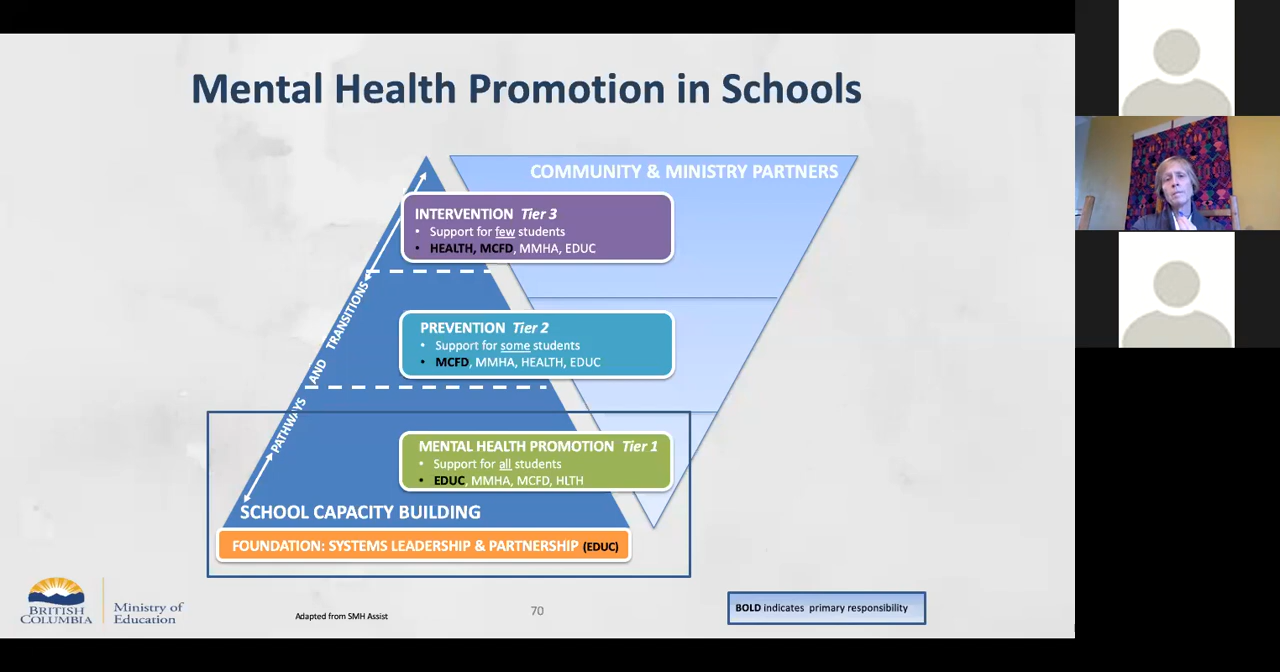 Mental Health Promotion in Schools
COMMUNITY & MINISTRY PARTNERS
INTERVENTION Tier 3
• Support for few students
• HEALTH, MCFD, MMHA, EDUC
PATHWAYS AND TRANSITIONS
PREVENTION Tier 2
• Support for some students
• MCFD, MMHA, HEALTH, EDUC
MENTAL HEALTH PROMOTION Tier 1
• Support for all students
• EDUC, MMHA, MCFD, HLTH
SCHOOL CAPACITY BUILDING
FOUNDATION: SYSTEMS LEADERSHIP & PARTNERSHIP (EDUC)
BRITISH
COLUMBIA
Ministry of
Education
Adapted from SMH Assist
70
BOLD indicates primary responsibility